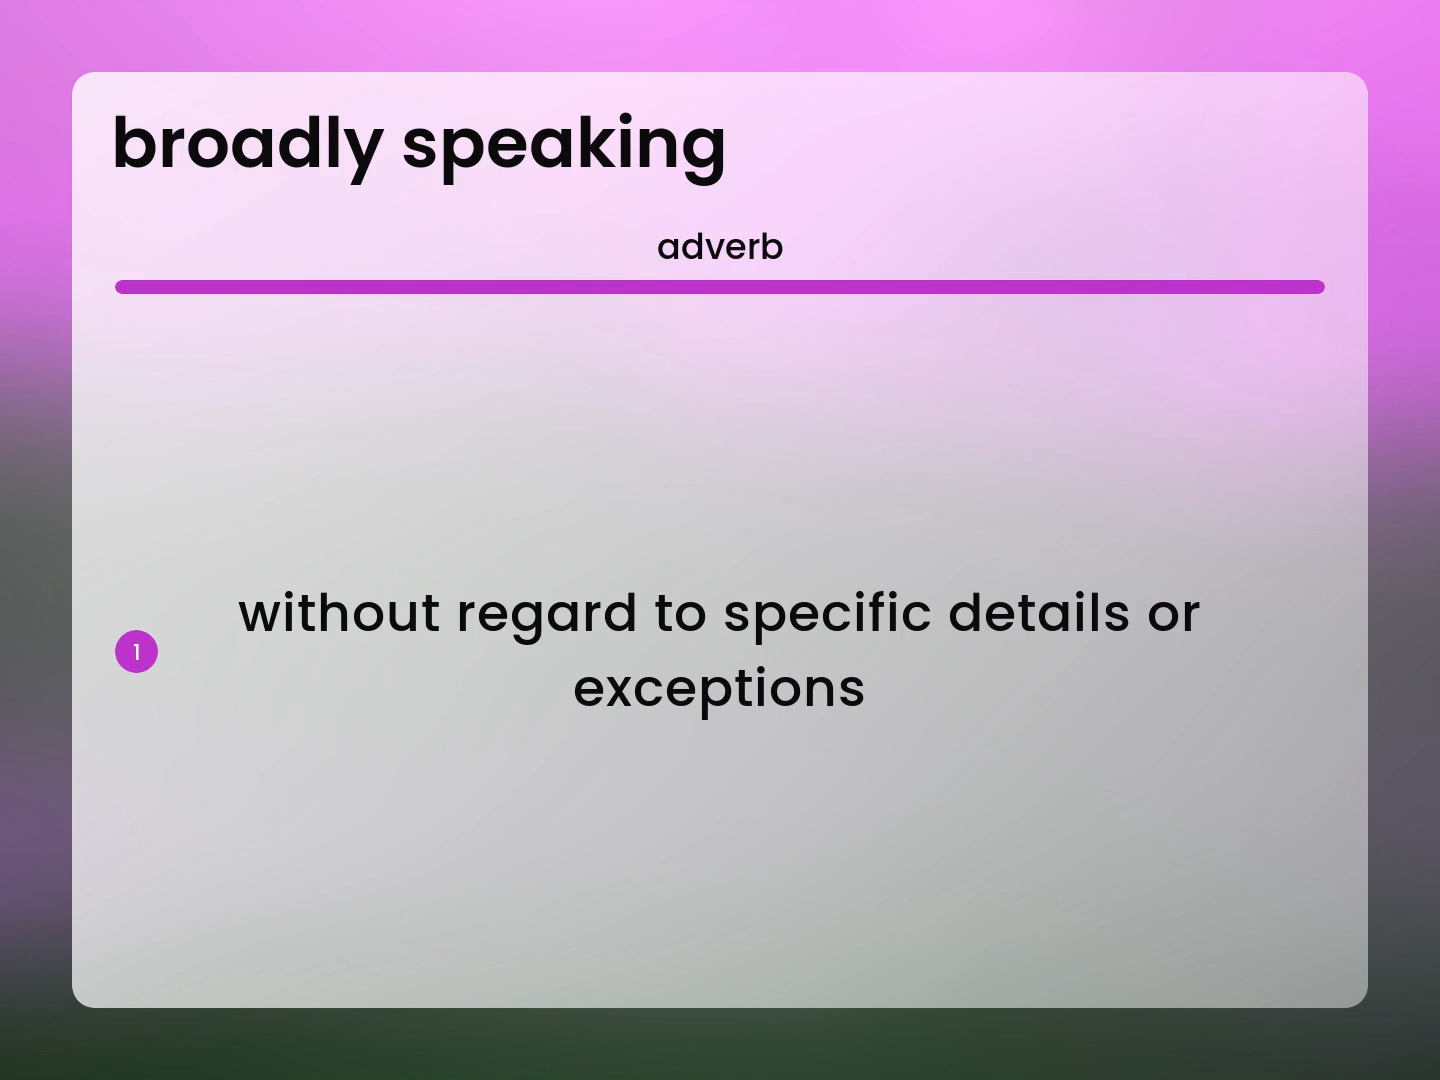 broadly speaking
adverb
1
without regard to specific details or
exceptions